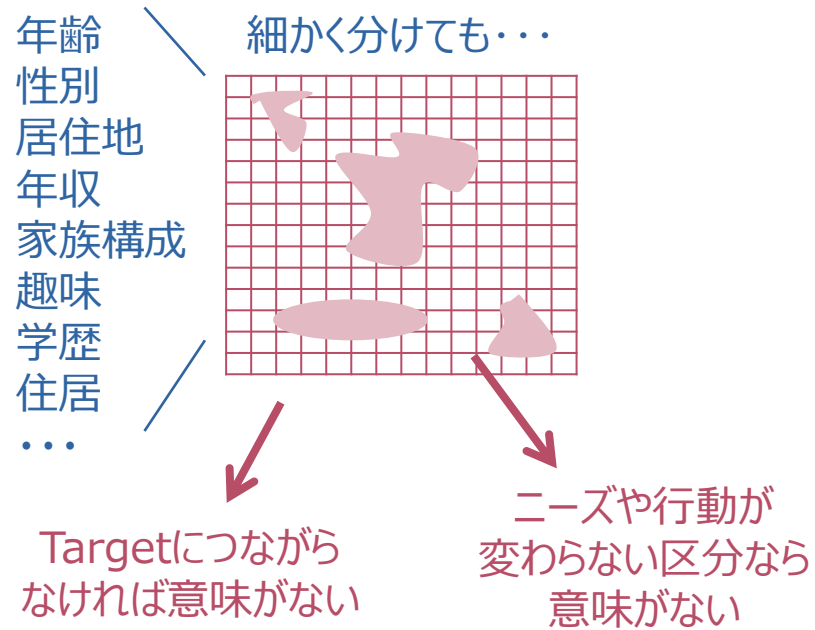 年齢
性別
居住地
年収
家族構成
趣味
学歴
住居
・・・
細かく分けても・・・
Targetにつながら
なければ意味がない
ニーズや行動が
変わらない区分なら
意味がない